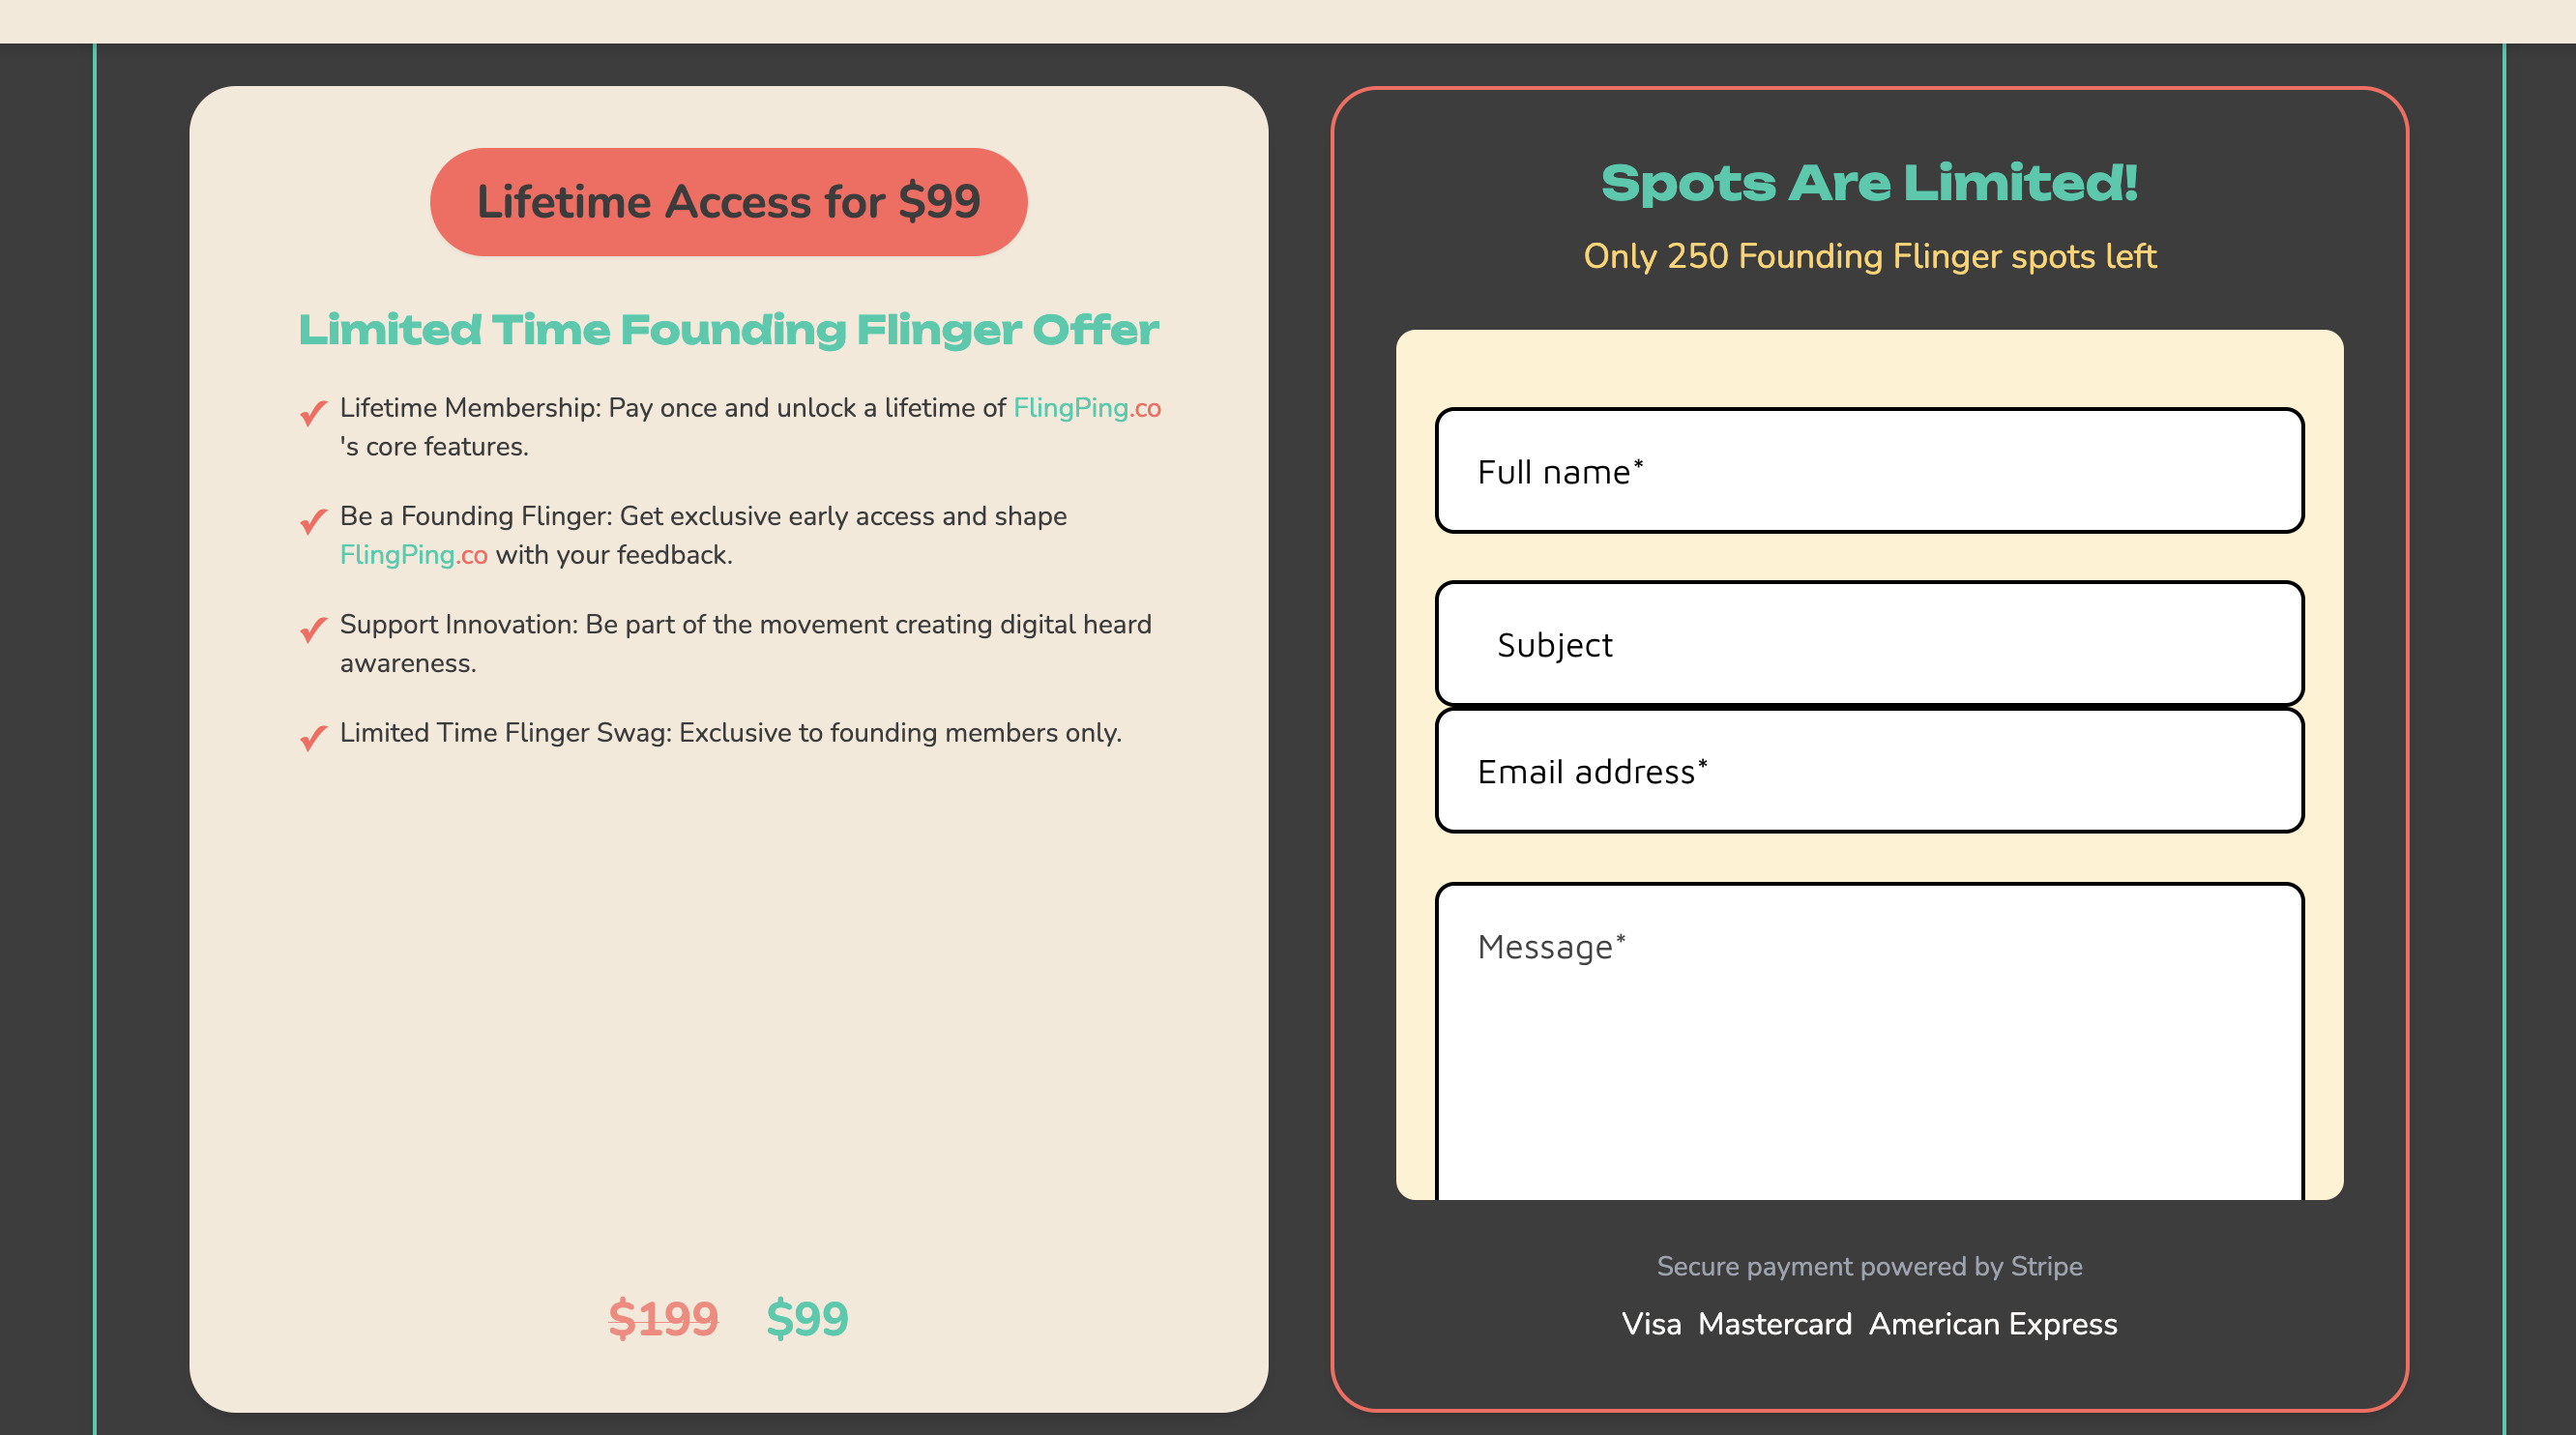 Lifetime Access for $99
Limited Time Founding Flinger Offer
Lifetime Membership: Pay once and unlock a lifetime of FlingPing.co
's core features.
Be a Founding Flinger: Get exclusive early access and shape
FlingPing.co with your feedback.
Support Innovation: Be part of the movement creating digital heard
awareness.
Limited Time Flinger Swag: Exclusive to founding members only.
$199 $99
Spots Are Limited!
Only 250 Founding Flinger spots left
Full name*
Subject
Email address*
Message*
Secure payment powered by Stripe
Visa Mastercard American Express